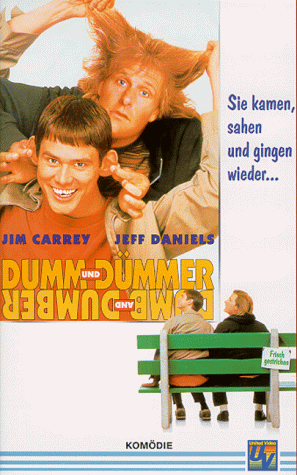 Sie kamen,
sahen
und gingen
wieder...
JIM CARREY JEFF DANIELS
DUMM UND DÜMMER
DUMB AND DUMBER
Frisch
gestrichen
KOMÖDIE
United Video